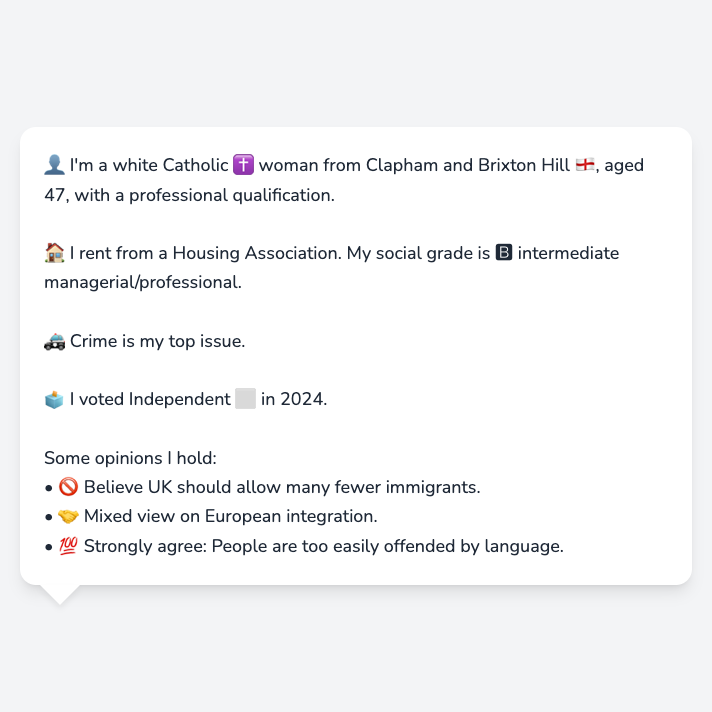 👤 I'm a white Catholic ✝️ woman from Clapham and Brixton Hill 🏴󠁧󠁢󠁥󠁮󠁧󠁿, aged
47, with a professional qualification.
🏠 I rent from a Housing Association. My social grade is 🅱 intermediate
managerial/professional.
🚓 Crime is my top issue.
🗳️ I voted Independent ⬜ in 2024.
Some opinions I hold:
• 🚫 Believe UK should allow many fewer immigrants.
• 🤝 Mixed view on European integration.
• 💯 Strongly agree: People are too easily offended by language.